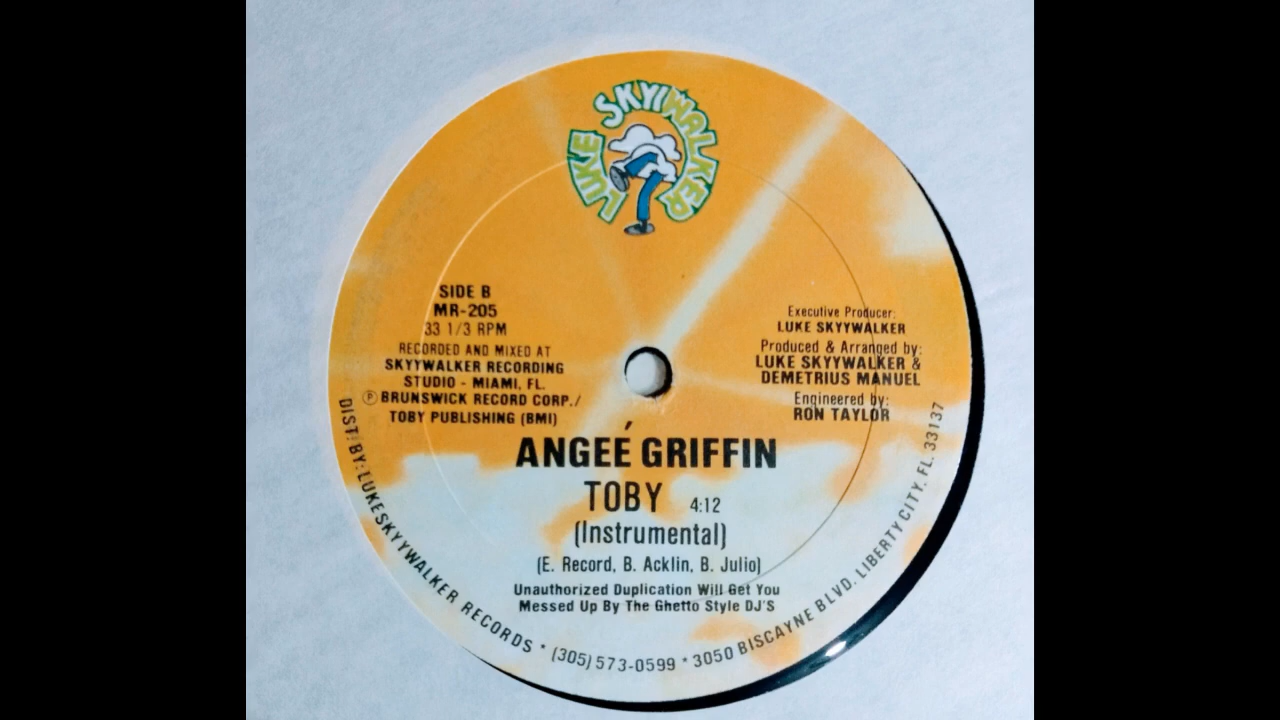 LUKE SKYYWALKER
SIDE B
MR-205
33 1/3 RPM
RECORDED AND MIXED AT
SKYYWALKER RECORDING
STUDIO - MIAMI, FL.
Ⓟ BRUNSWICK RECORD CORP./
TOBY PUBLISHING (BMI)
Executive Producer:
LUKE SKYYWALKER
Produced & Arranged by:
LUKE SKYYWALKER &
DEMETRIUS MANUEL
Engineered by:
RON TAYLOR
ANGEÉ GRIFFIN
TOBY 4:12
(Instrumental)
(E. Record, B. Acklin, B. Julio)
Unauthorized Duplication Will Get You
Messed Up By The Ghetto Style DJ'S
DIST. BY: LUKESKYYWALKER RECORDS * (305) 573-0599 * 3050 BISCAYNE BLVD. LIBERTY CITY, FL. 33137